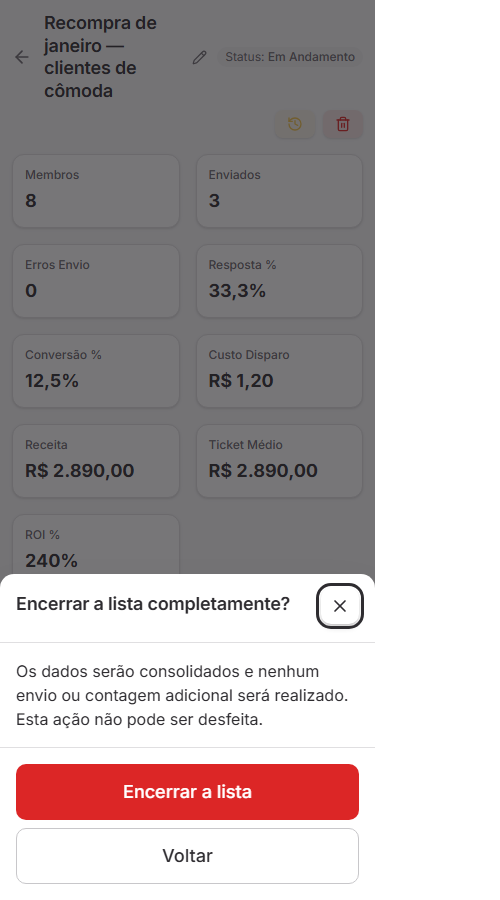 Recompra de
janeiro —
clientes de
cômoda
Status: Em Andamento
Membros
8
Enviados
3
Erros Envio
0
Resposta %
33,3%
Conversão %
12,5%
Custo Disparo
R$ 1,20
Receita
R$ 2.890,00
Ticket Médio
R$ 2.890,00
ROI %
240%
Encerrar a lista completamente?
Os dados serão consolidados e nenhum
envio ou contagem adicional será realizado.
Esta ação não pode ser desfeita.
Encerrar a lista
Voltar